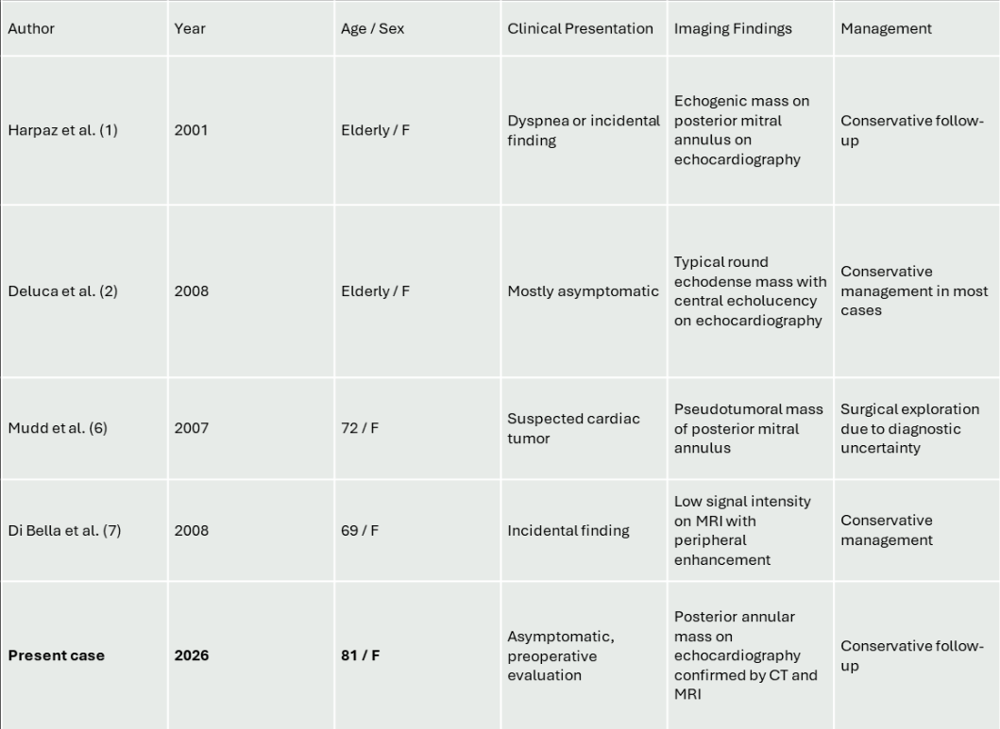 Author
Year
Age / Sex
Clinical Presentation
Imaging Findings
Management
Harpaz et al. (1)
2001
Elderly / F
Dyspnea or incidental
finding
Echogenic mass on
posterior mitral
annulus on
echocardiography
Conservative follow-
up
Deluca et al. (2)
2008
Elderly / F
Mostly asymptomatic
Typical round
echodense mass with
central echolucency
on echocardiography
Conservative
management in most
cases
Mudd et al. (6)
2007
72 / F
Suspected cardiac
tumor
Pseudotumoral mass
of posterior mitral
annulus
Surgical exploration
due to diagnostic
uncertainty
Di Bella et al. (7)
2008
69 / F
Incidental finding
Low signal intensity
on MRI with
peripheral
enhancement
Conservative
management
Present case
2026
81 / F
Asymptomatic,
preoperative
evaluation
Posterior annular
mass on
echocardiography
confirmed by CT and
MRI
Conservative follow-
up